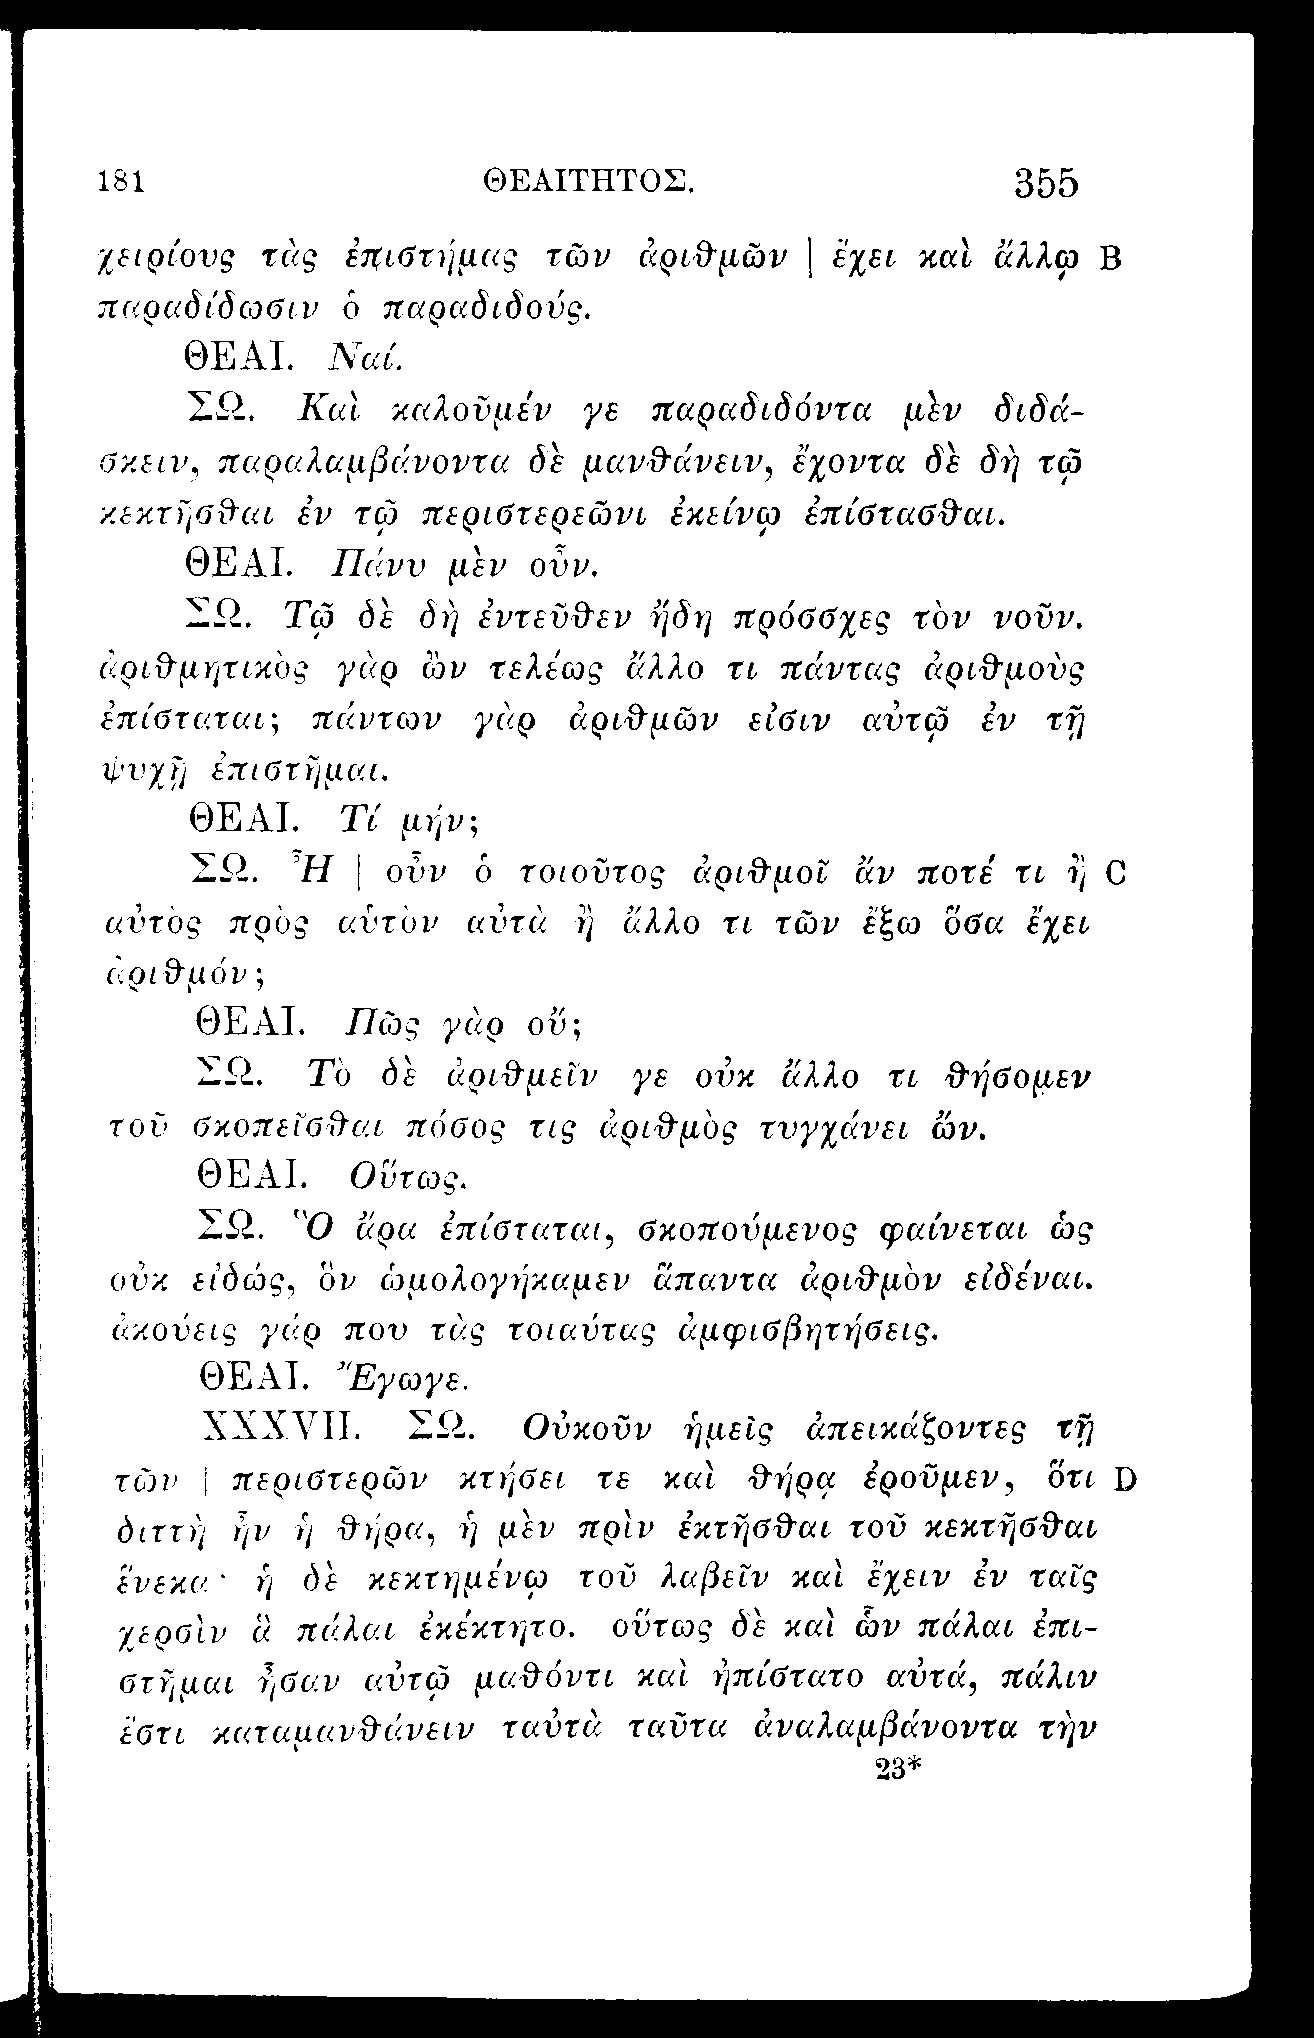 181 ΘΕΑΙΤΗΤΟΣ. 355
χειρίους τὰς ἐπιστήμας τῶν ἀριθμῶν | ἔχει καὶ ἄλλῳ B
παραδίδωσιν ὁ παραδιδούς.
ΘΕΑΙ. Ναί.
ΣΩ. Καὶ καλοῦμέν γε παραδιδόντα μὲν διδά-
σκειν, παραλαμβάνοντα δὲ μανθάνειν, ἔχοντα δὲ δὴ τῷ
κεκτῆσθαι ἐν τῷ περιστερεῶνι ἐκείνῳ ἐπίστασθαι.
ΘΕΑΙ. Πάνυ μὲν οὖν.
ΣΩ. Τῷ δὲ δὴ ἐντεῦθεν ἤδη πρόσσχες τὸν νοῦν.
ἀριθμητικὸς γὰρ ὢν τελέως ἄλλο τι πάντας ἀριθμοὺς
ἐπίσταται; πάντων γὰρ ἀριθμῶν εἰσιν αὐτῷ ἐν τῇ
ψυχῇ ἐπιστῆμαι.
ΘΕΑΙ. Τί μήν;
ΣΩ. Ἦ | οὖν ὁ τοιοῦτος ἀριθμοῖ ἄν ποτέ τι ἢ C
αὐτὸς πρὸς αὑτὸν αὐτὰ ἢ ἄλλο τι τῶν ἔξω ὅσα ἔχει
ἀριθμόν;
ΘΕΑΙ. Πῶς γὰρ οὔ;
ΣΩ. Τὸ δὲ ἀριθμεῖν γε οὐκ ἄλλο τι θήσομεν
τοῦ σκοπεῖσθαι πόσος τις ἀριθμὸς τυγχάνει ὤν.
ΘΕΑΙ. Οὕτως.
ΣΩ. Ὃ ἄρα ἐπίσταται, σκοπούμενος φαίνεται ὡς
οὐκ εἰδώς, ὃν ὡμολογήκαμεν ἅπαντα ἀριθμὸν εἰδέναι.
ἀκούεις γάρ που τὰς τοιαύτας ἀμφισβητήσεις.
ΘΕΑΙ. Ἔγωγε.
XXXVII. ΣΩ. Οὐκοῦν ἡμεῖς ἀπεικάζοντες τῇ
τῶν | περιστερῶν κτήσει τε καὶ θήρᾳ ἐροῦμεν, ὅτι D
διττὴ ἦν ἡ θήρα, ἡ μὲν πρὶν ἐκτῆσθαι τοῦ κεκτῆσθαι
ἕνεκα· ἡ δὲ κεκτημένῳ τοῦ λαβεῖν καὶ ἔχειν ἐν ταῖς
χερσὶν ἃ πάλαι ἐκέκτητο. οὕτως δὲ καὶ ὧν πάλαι ἐπι-
στῆμαι ἦσαν αὐτῷ μαθόντι καὶ ἠπίστατο αὐτά, πάλιν
ἔστι καταμανθάνειν ταὐτὰ ταῦτα ἀναλαμβάνοντα τὴν
23*